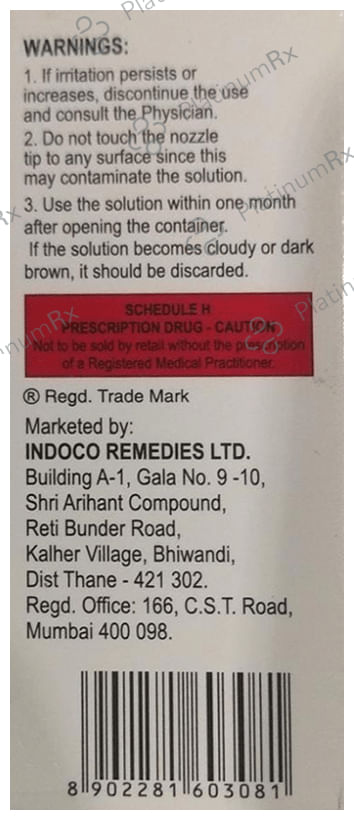 WARNINGS:
1. If irritation persists or
increases, discontinue the use
and consult the Physician.
2. Do not touch the nozzle
tip to any surface since this
may contaminate the solution.
3. Use the solution within one month
after opening the container.
If the solution becomes cloudy or dark
brown, it should be discarded.
SCHEDULE H
PRESCRIPTION DRUG - CAUTION
Not to be sold by retail without the prescription
of a Registered Medical Practitioner.
® Regd. Trade Mark
Marketed by:
INDOCO REMEDIES LTD.
Building A-1, Gala No. 9 -10,
Shri Arihant Compound,
Reti Bunder Road,
Kalher Village, Bhiwandi,
Dist Thane - 421 302.
Regd. Office: 166, C.S.T. Road,
Mumbai 400 098.
8 902281 603081
PlatinumRx
PlatinumRx
PlatinumRx